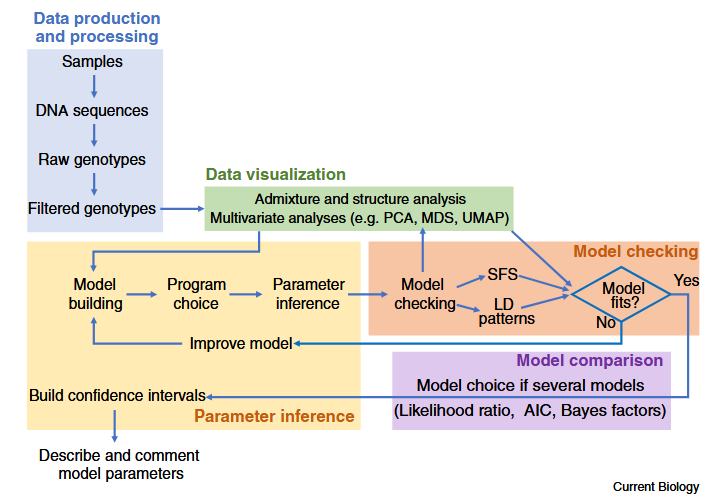 Data production
and processing
Samples
DNA sequences
Raw genotypes
Filtered genotypes
Data visualization
Admixture and structure analysis
Multivariate analyses (e.g. PCA, MDS, UMAP)
Model checking
Model
building
Program
choice
Parameter
inference
Model
checking
SFS
LD
patterns
Model
fits?
Yes
No
Improve model
Model comparison
Model choice if several models
(Likelihood ratio, AIC, Bayes factors)
Build confidence intervals
Parameter inference
Describe and comment
model parameters
Current Biology